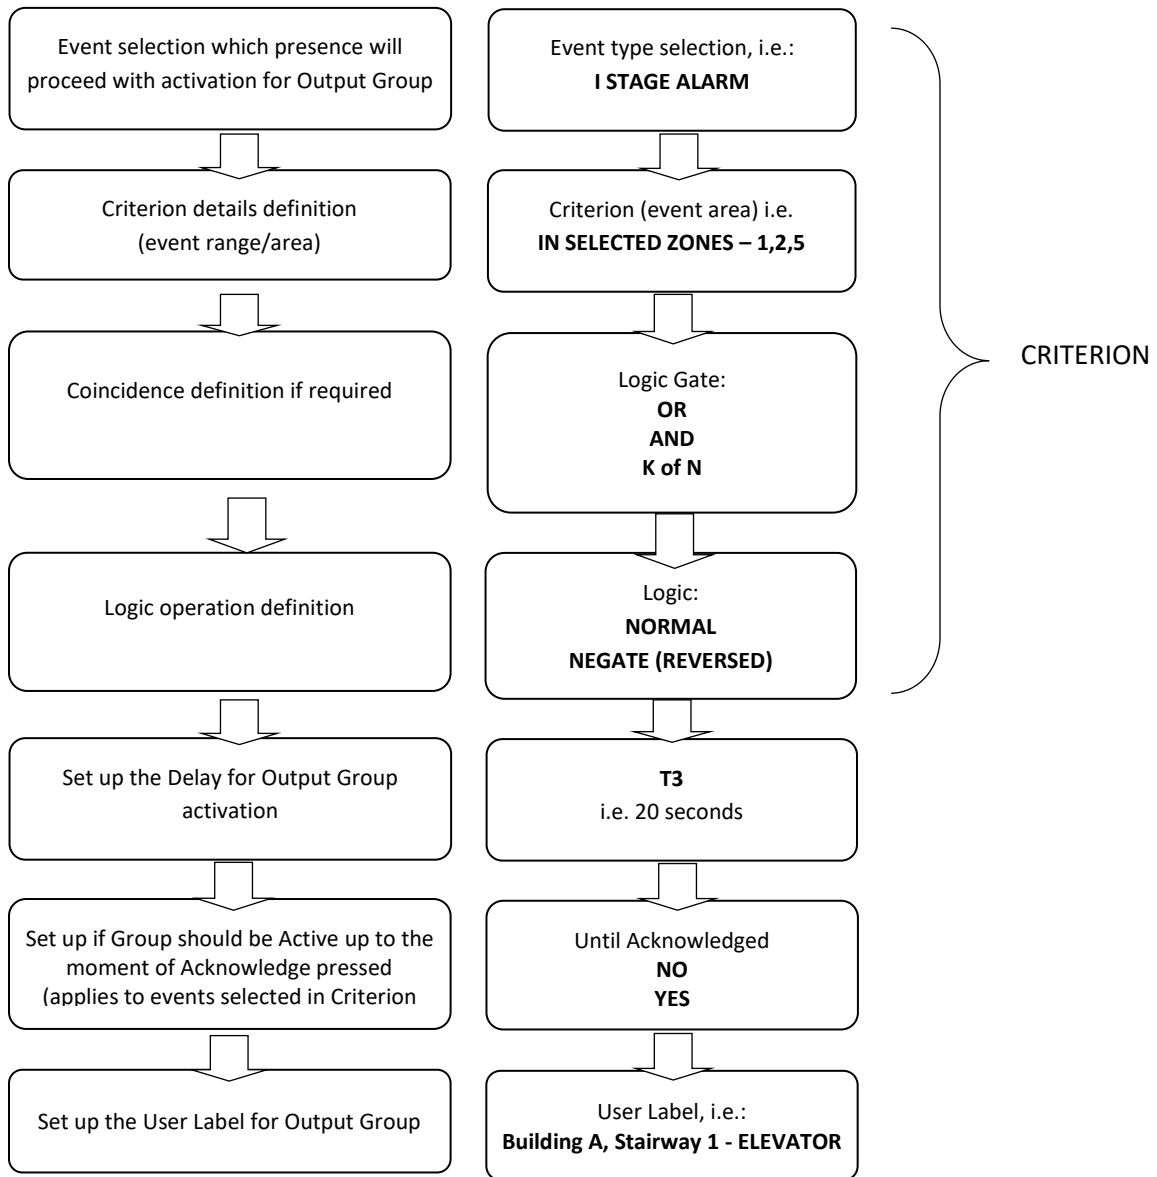 Event selection which presence will
proceed with activation for Output Group
Event type selection, i.e.:
I STAGE ALARM
Criterion details definition
(event range/area)
Criterion (event area) i.e.
IN SELECTED ZONES – 1,2,5
CRITERION
Coincidence definition if required
Logic Gate:
OR
AND
K of N
Logic operation definition
Logic:
NORMAL
NEGATE (REVERSED)
Set up the Delay for Output Group
activation
T3
i.e. 20 seconds
Set up if Group should be Active up to the
moment of Acknowledge pressed
(applies to events selected in Criterion
Until Acknowledged
NO
YES
Set up the User Label for Output Group
User Label, i.e.:
Building A, Stairway 1 - ELEVATOR